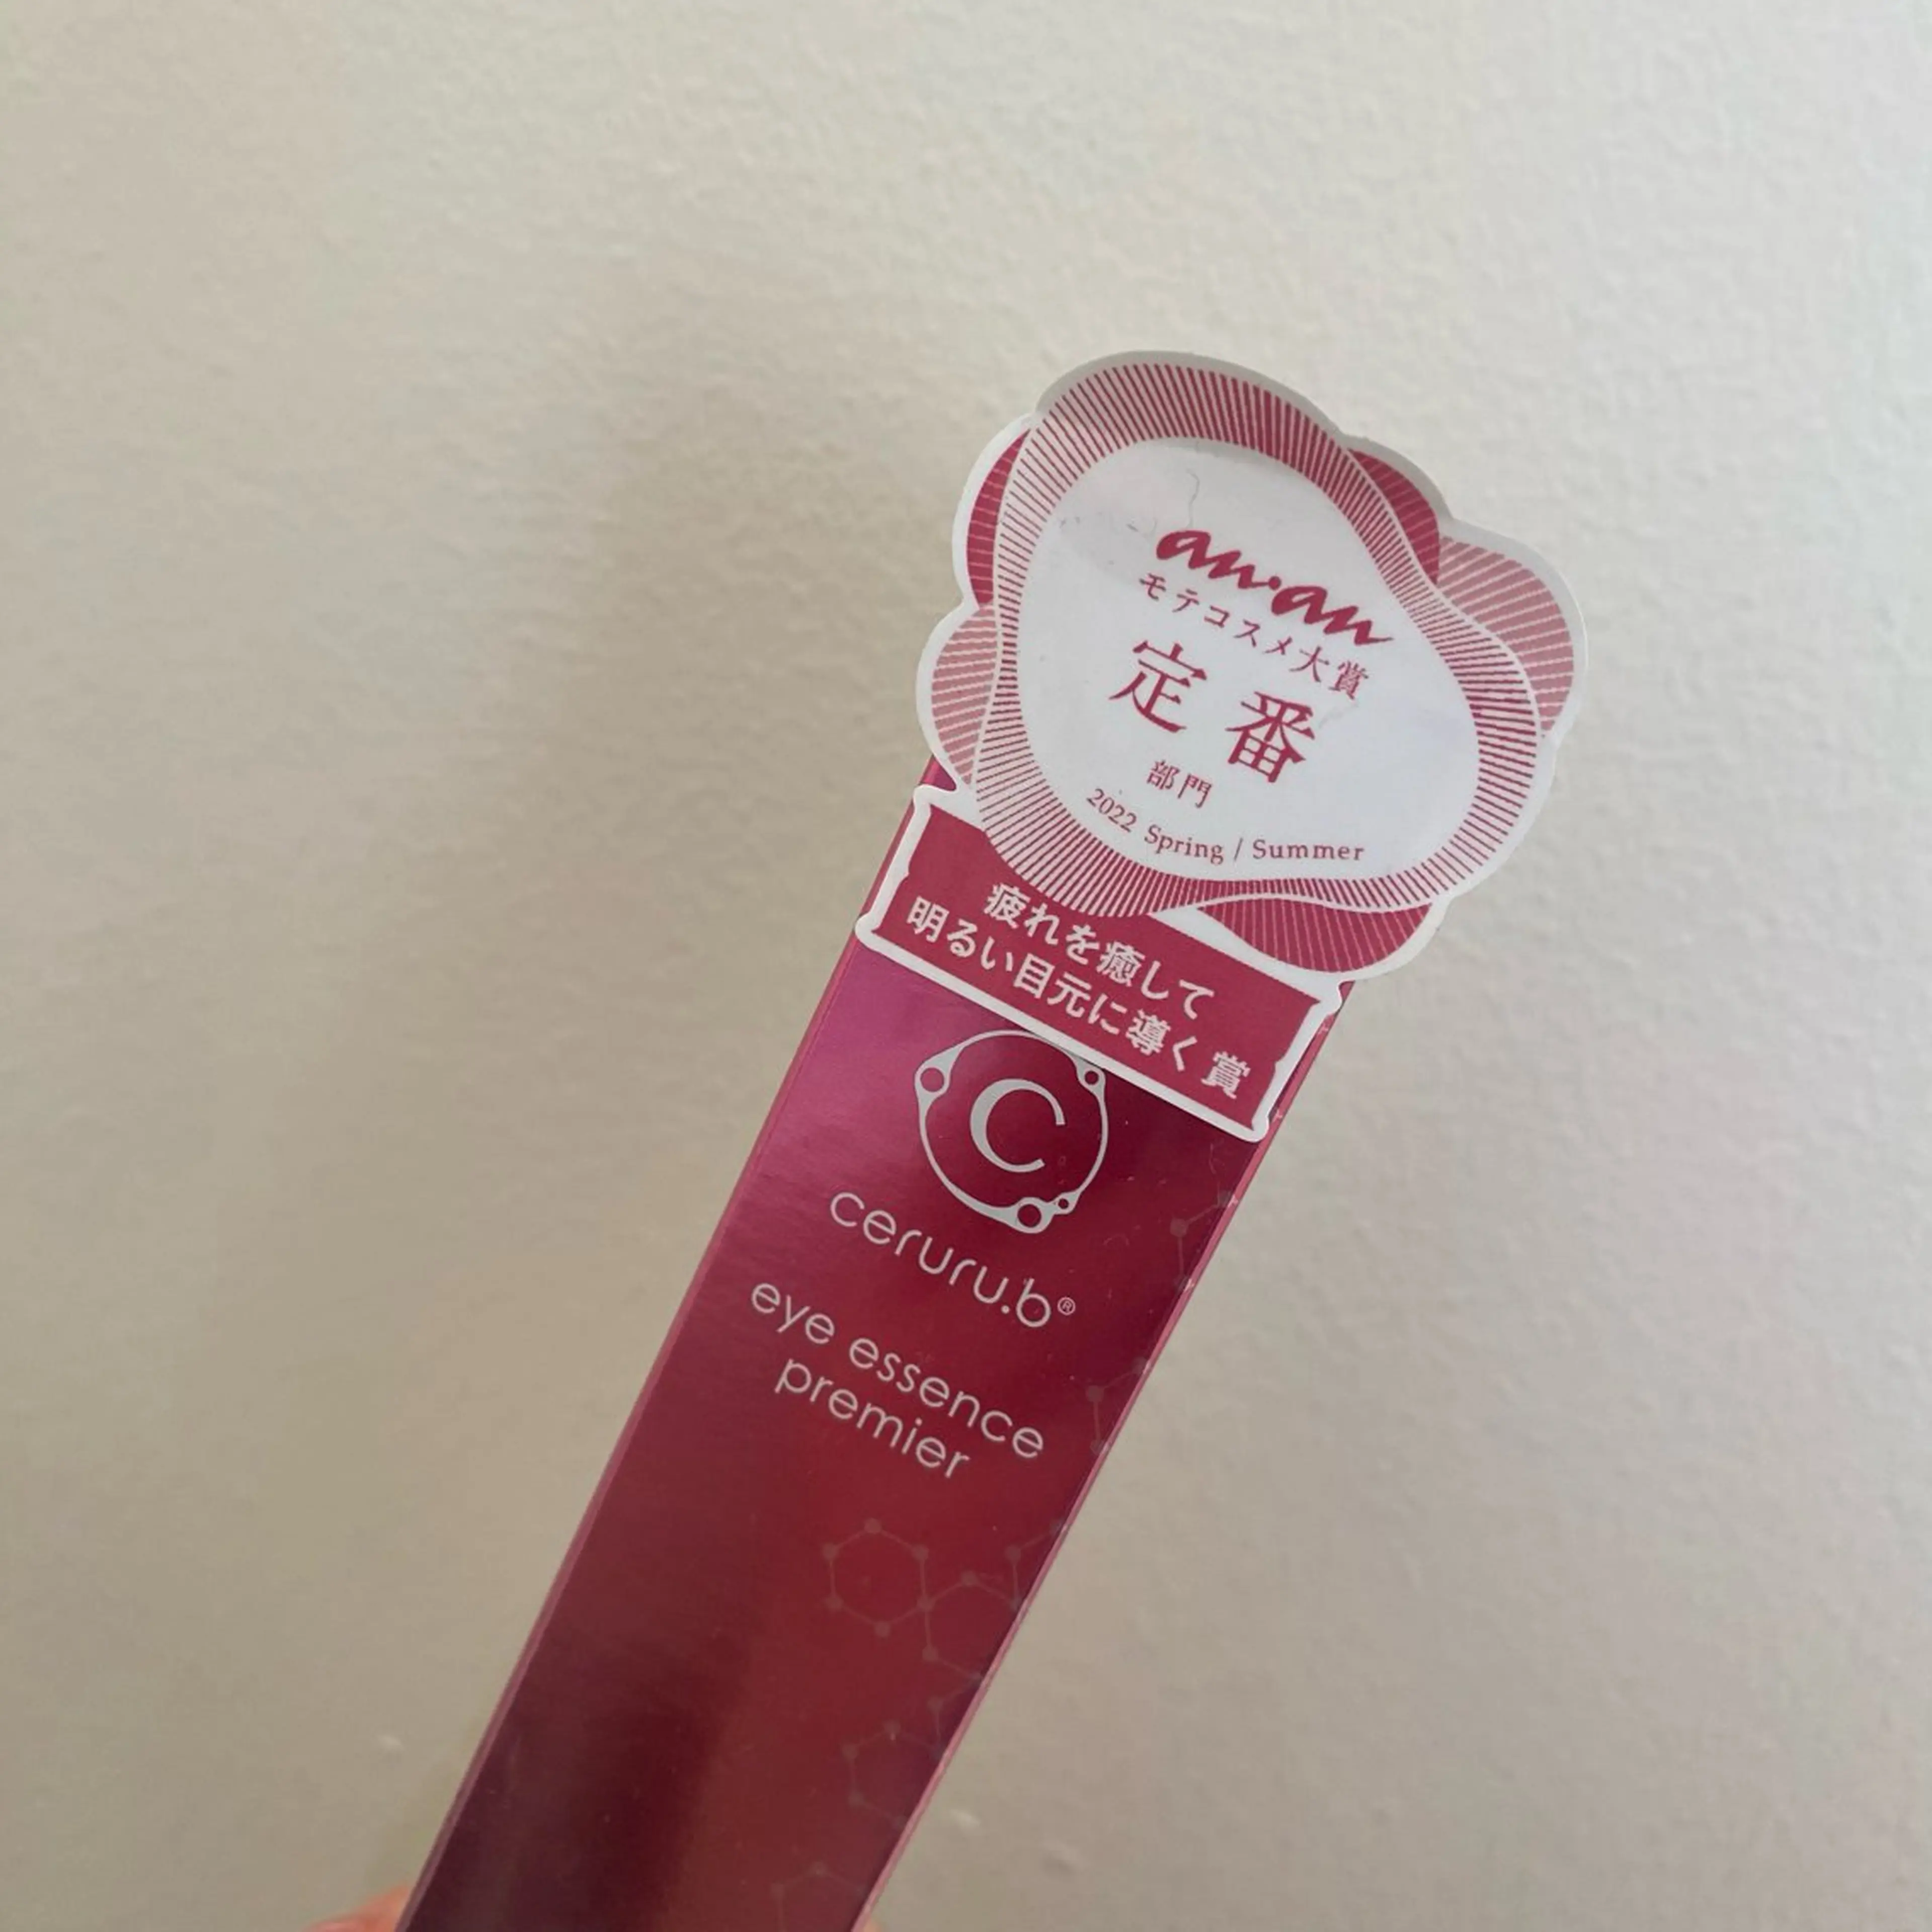 an・an
モテコスメ大賞
定番
部門
2022 Spring / Summer
疲れを癒して
明るい目元に導く賞
C
ceruru.b®
eye essence
premier